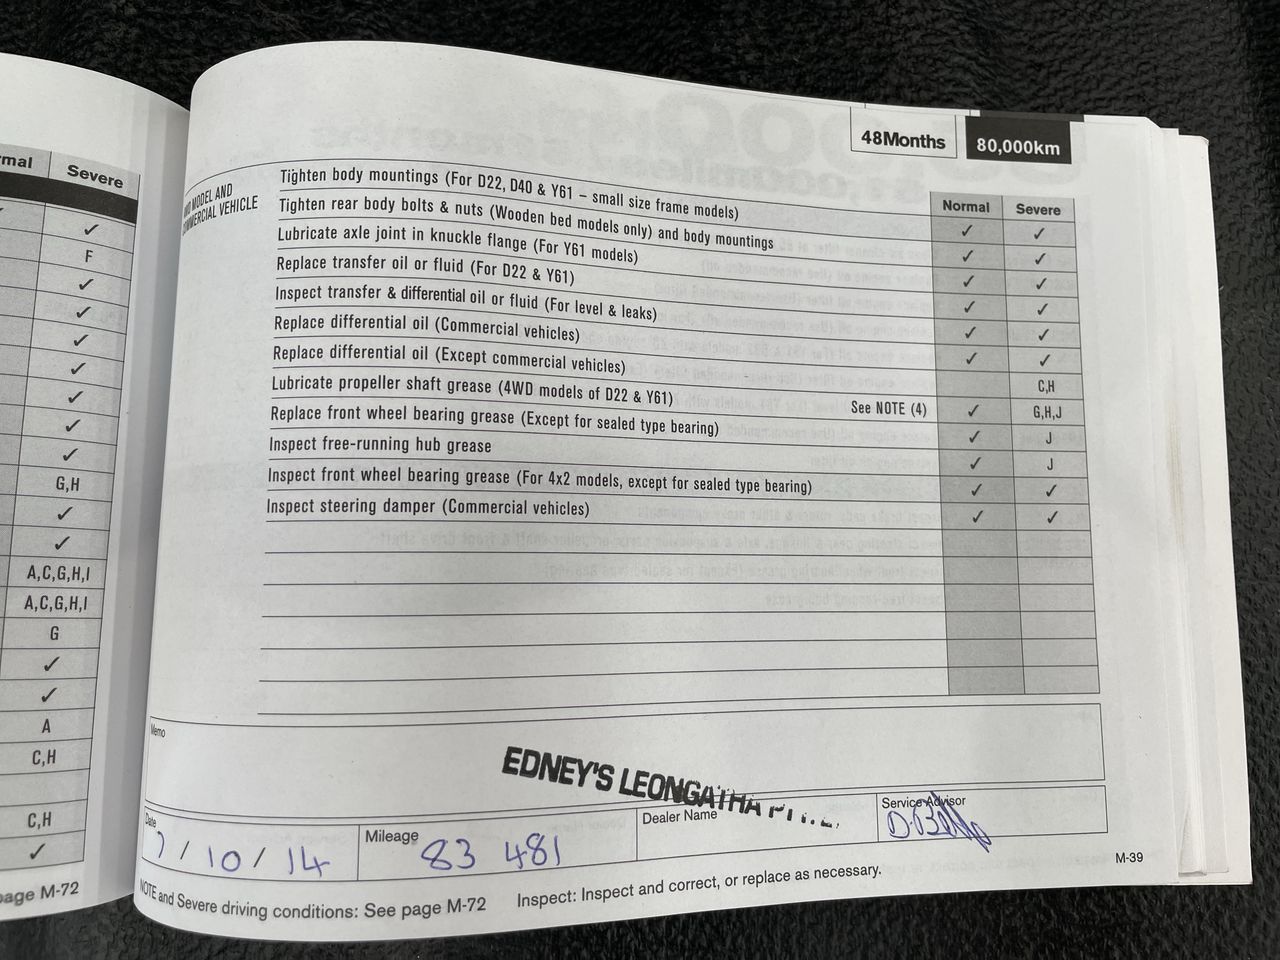 rmal Severe
✓
F
✓
✓
✓
✓
✓
✓
✓
G,H
✓
✓
A,C,G,H,I
A,C,G,H,I
G
✓
✓
A
C,H
C,H
✓
page M-72
48Months 80,000km
MODEL AND
COMMERCIAL VEHICLE
Normal Severe
Tighten body mountings (For D22, D40 & Y61 – small size frame models) ✓ ✓
Tighten rear body bolts & nuts (Wooden bed models only) and body mountings ✓ ✓
Lubricate axle joint in knuckle flange (For Y61 models) ✓ ✓
Replace transfer oil or fluid (For D22 & Y61) ✓ ✓
Inspect transfer & differential oil or fluid (For level & leaks) ✓ ✓
Replace differential oil (Commercial vehicles) ✓ ✓
Replace differential oil (Except commercial vehicles) C,H
Lubricate propeller shaft grease (4WD models of D22 & Y61) See NOTE (4) ✓ G,H,J
Replace front wheel bearing grease (Except for sealed type bearing) ✓ J
Inspect free-running hub grease ✓ J
Inspect front wheel bearing grease (For 4x2 models, except for sealed type bearing) ✓ ✓
Inspect steering damper (Commercial vehicles) ✓ ✓
Memo
EDNEY'S LEONGATHA
Date 7 / 10 / 14
Mileage 83 481
Dealer Name
Service Advisor
NOTE and Severe driving conditions: See page M-72 Inspect: Inspect and correct, or replace as necessary.
M-39